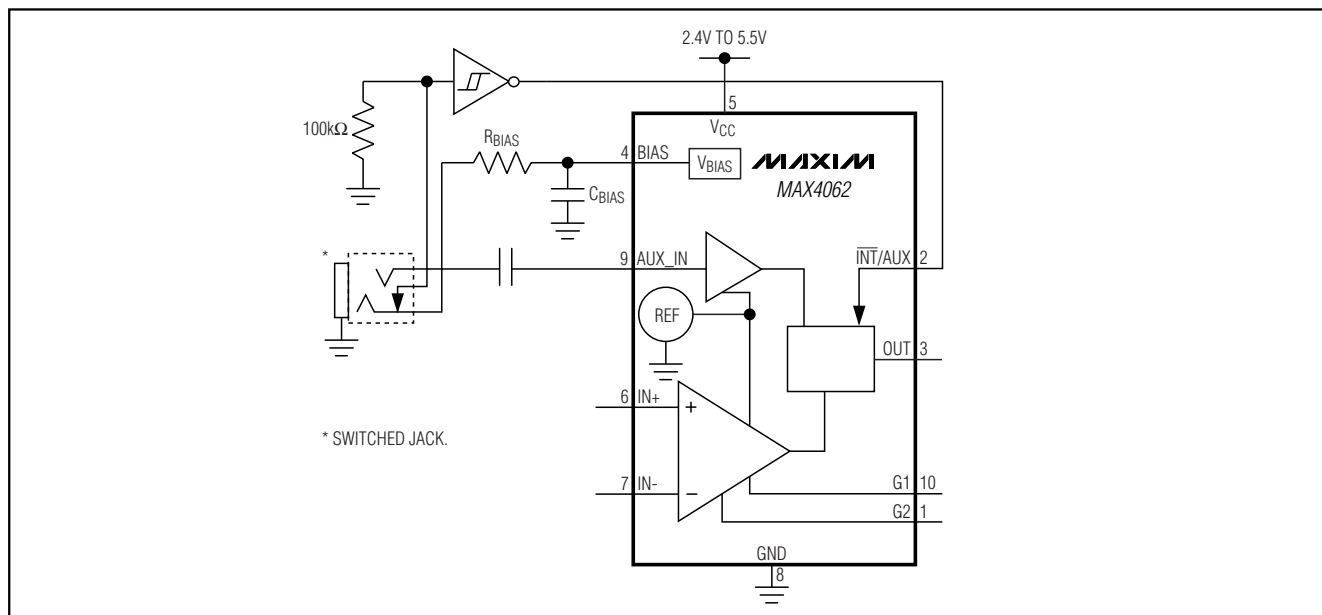 2.4V TO 5.5V
5
VCC
100kΩ
RBIAS
4 BIAS
VBIAS
MAXIM
MAX4062
CBIAS
*
9 AUX_IN
INT/AUX 2
REF
OUT 3
6 IN+
+
* SWITCHED JACK.
7 IN-
−
G1 10
G2 1
GND
8